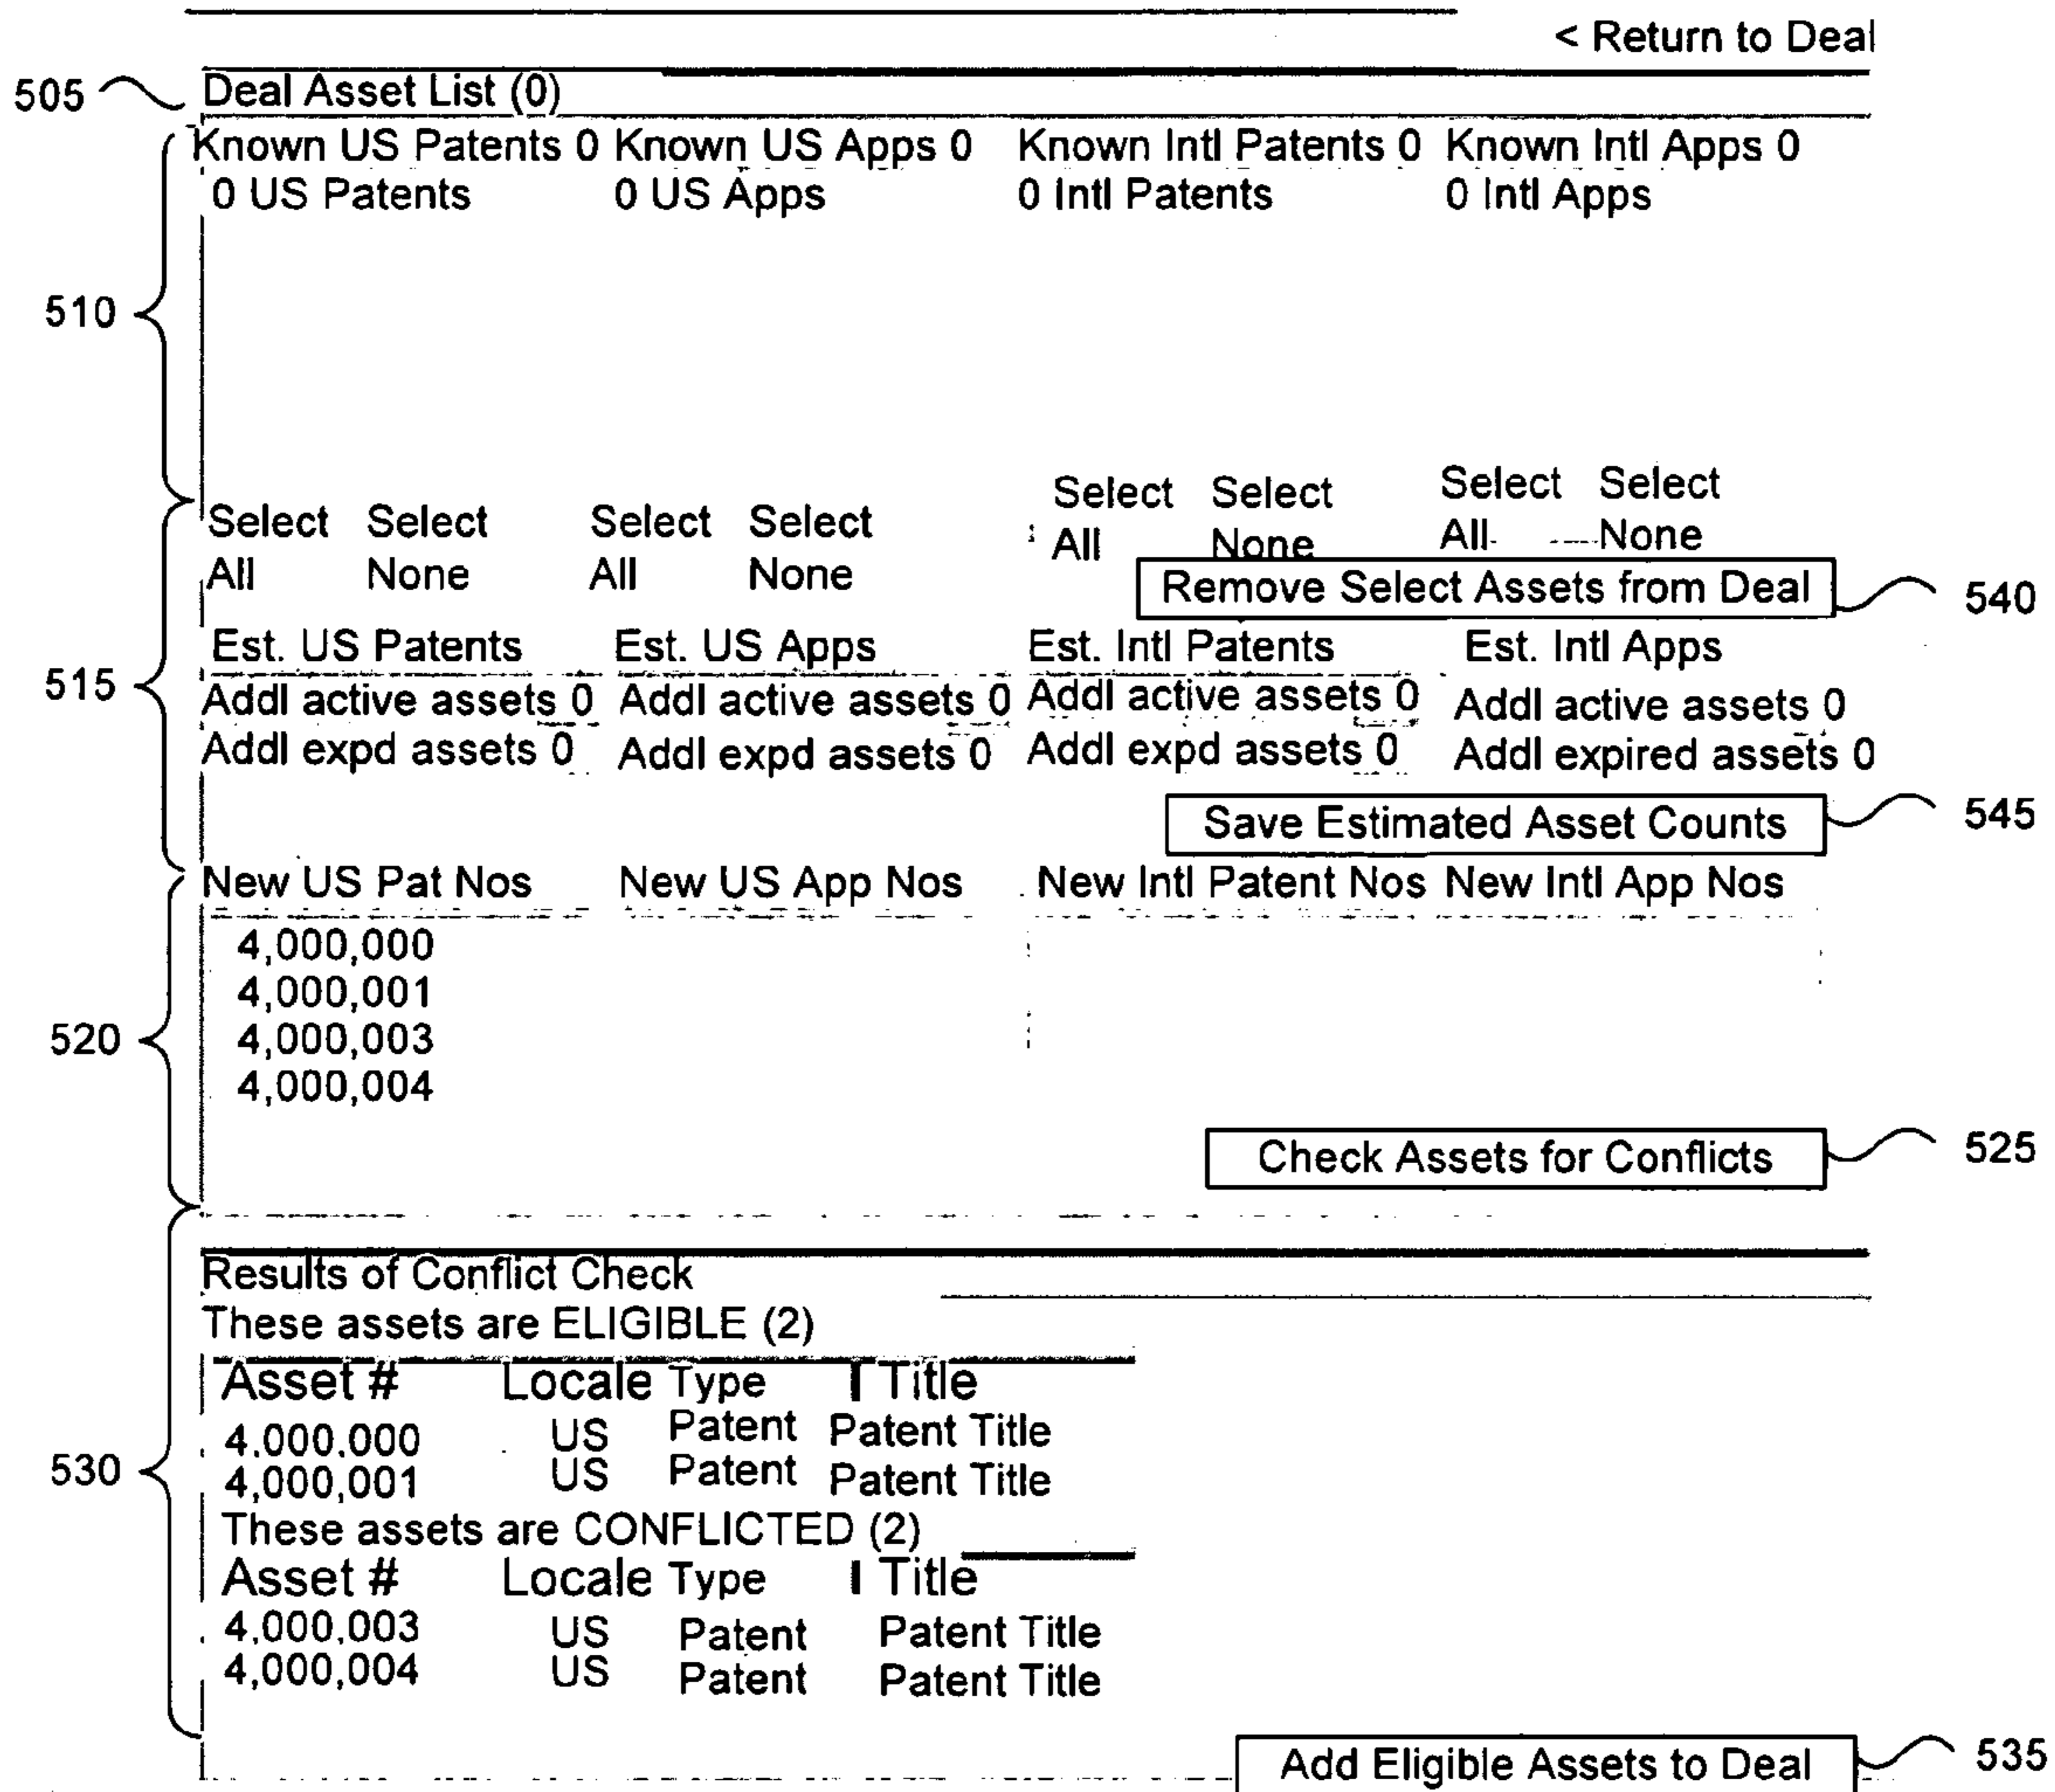 < Return to Deal
505 Deal Asset List (0)
Known US Patents 0 Known US Apps 0 Known Intl Patents 0 Known Intl Apps 0
0 US Patents 0 US Apps 0 Intl Patents 0 Intl Apps
510
Select Select Select Select Select Select Select Select
All None All None All None All None
Remove Select Assets from Deal 540
Est. US Patents Est. US Apps Est. Intl Patents Est. Intl Apps
515 Addl active assets 0 Addl active assets 0 Addl active assets 0 Addl active assets 0
Addl expd assets 0 Addl expd assets 0 Addl expd assets 0 Addl expired assets 0
Save Estimated Asset Counts 545
New US Pat Nos New US App Nos New Intl Patent Nos New Intl App Nos
4,000,000
4,000,001
520 4,000,003
4,000,004
Check Assets for Conflicts 525
Results of Conflict Check
These assets are ELIGIBLE (2)
Asset # Locale Type Title
4.000.000 US Patent Patent Title
530 4,000,001 US Patent Patent Title
These assets are CONFLICTED (2)
Asset # Locale Type Title
4,000,003 US Patent Patent Title
4,000,004 US Patent Patent Title
Add Eligible Assets to Deal 535